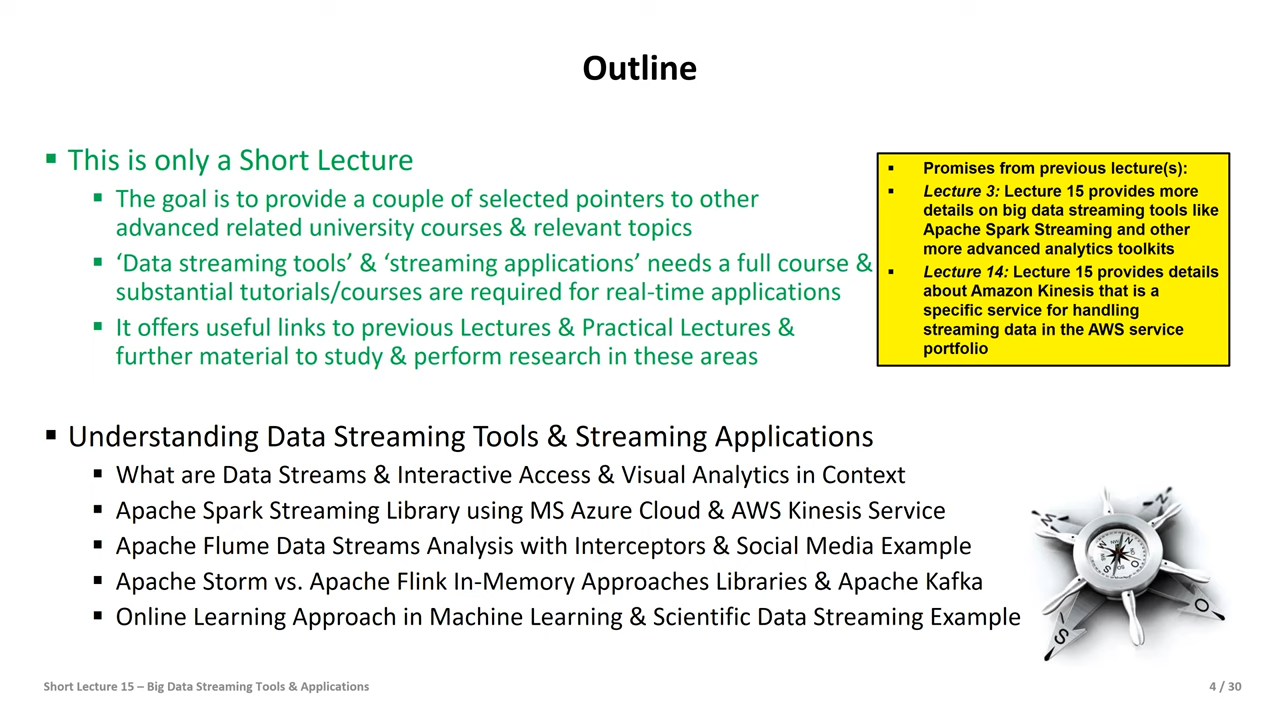 Outline
▪ This is only a Short Lecture
▪ The goal is to provide a couple of selected pointers to other
advanced related university courses & relevant topics
▪ ‘Data streaming tools’ & ‘streaming applications’ needs a full course &
substantial tutorials/courses are required for real-time applications
▪ It offers useful links to previous Lectures & Practical Lectures &
further material to study & perform research in these areas
▪ Promises from previous lecture(s):
▪ Lecture 3: Lecture 15 provides more
details on big data streaming tools like
Apache Spark Streaming and other
more advanced analytics toolkits
▪ Lecture 14: Lecture 15 provides details
about Amazon Kinesis that is a
specific service for handling
streaming data in the AWS service
portfolio
▪ Understanding Data Streaming Tools & Streaming Applications
▪ What are Data Streams & Interactive Access & Visual Analytics in Context
▪ Apache Spark Streaming Library using MS Azure Cloud & AWS Kinesis Service
▪ Apache Flume Data Streams Analysis with Interceptors & Social Media Example
▪ Apache Storm vs. Apache Flink In-Memory Approaches Libraries & Apache Kafka
▪ Online Learning Approach in Machine Learning & Scientific Data Streaming Example
Short Lecture 15 – Big Data Streaming Tools & Applications
4 / 30